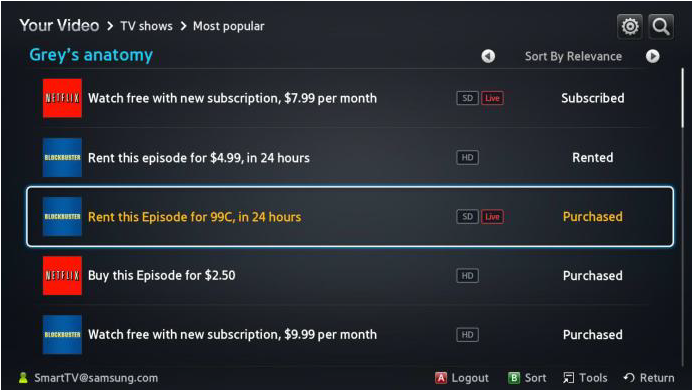 Your Video > TV shows > Most popular
Grey's anatomy
Sort By Relevance
NETFLIX Watch free with new subscription, $7.99 per month SD Live Subscribed
BLOCKBUSTER Rent this episode for $4.99, in 24 hours HD Rented
BLOCKBUSTER Rent this Episode for 99C, in 24 hours SD Live Purchased
NETFLIX Buy this Episode for $2.50 HD Purchased
BLOCKBUSTER Watch free with new subscription, $9.99 per month HD Purchased
SmartTV@samsung.com A Logout B Sort Tools Return